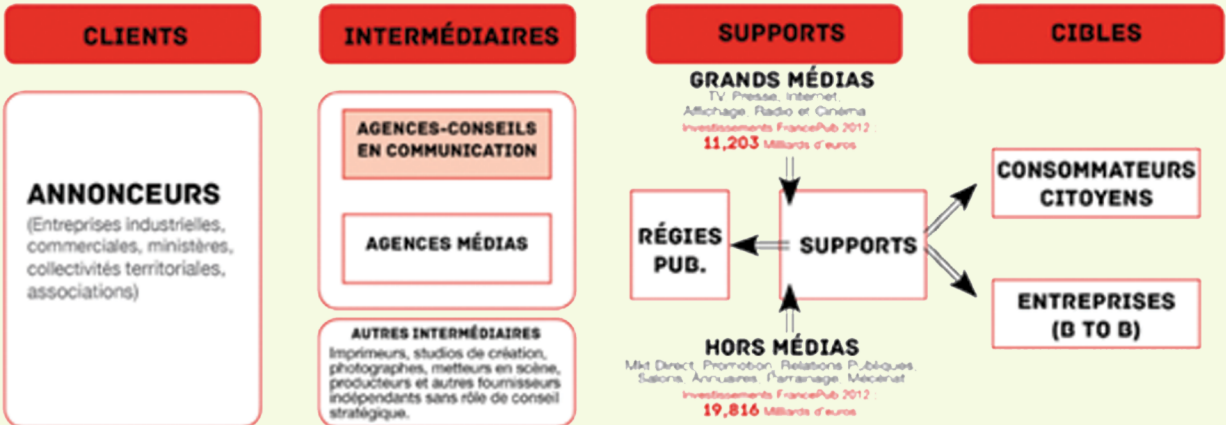 CLIENTS
ANNONCEURS
(Entreprises industrielles,
commerciales, ministères,
collectivités territoriales,
associations)
INTERMÉDIAIRES
AGENCES-CONSEILS
EN COMMUNICATION
AGENCES MÉDIAS
AUTRES INTERMÉDIAIRES
Imprimeurs, studios de création,
photographes, metteurs en scène,
producteurs et autres fournisseurs
indépendants sans rôle de conseil
stratégique.
SUPPORTS
GRANDS MÉDIAS
TV, Presse, Internet,
Affichage, Radio et Cinéma
Investissements FrancePub 2012 :
11,203 Milliards d'euros
RÉGIES
PUB.
SUPPORTS
HORS MÉDIAS
Mkt Direct, Promotion, Relations Publiques,
Salons, Annuaires, Parrainage, Mécénat
Investissements FrancePub 2012 :
19,816 Milliards d'euros
CIBLES
CONSOMMATEURS
CITOYENS
ENTREPRISES
(B TO B)